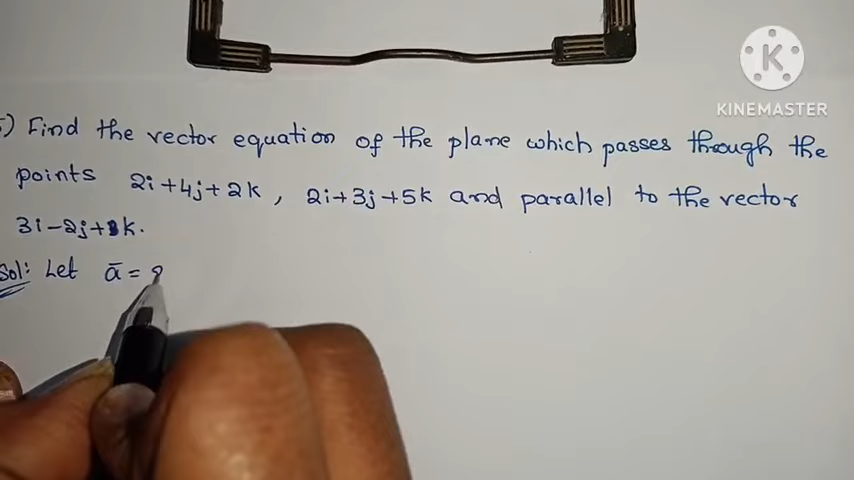 5) Find the vector equation of the plane which passes through the
points 2i+4j+2k, 2i+3j+5k and parallel to the vector
3i-2j+k.
Sol: Let ā =
K
KINEMASTER